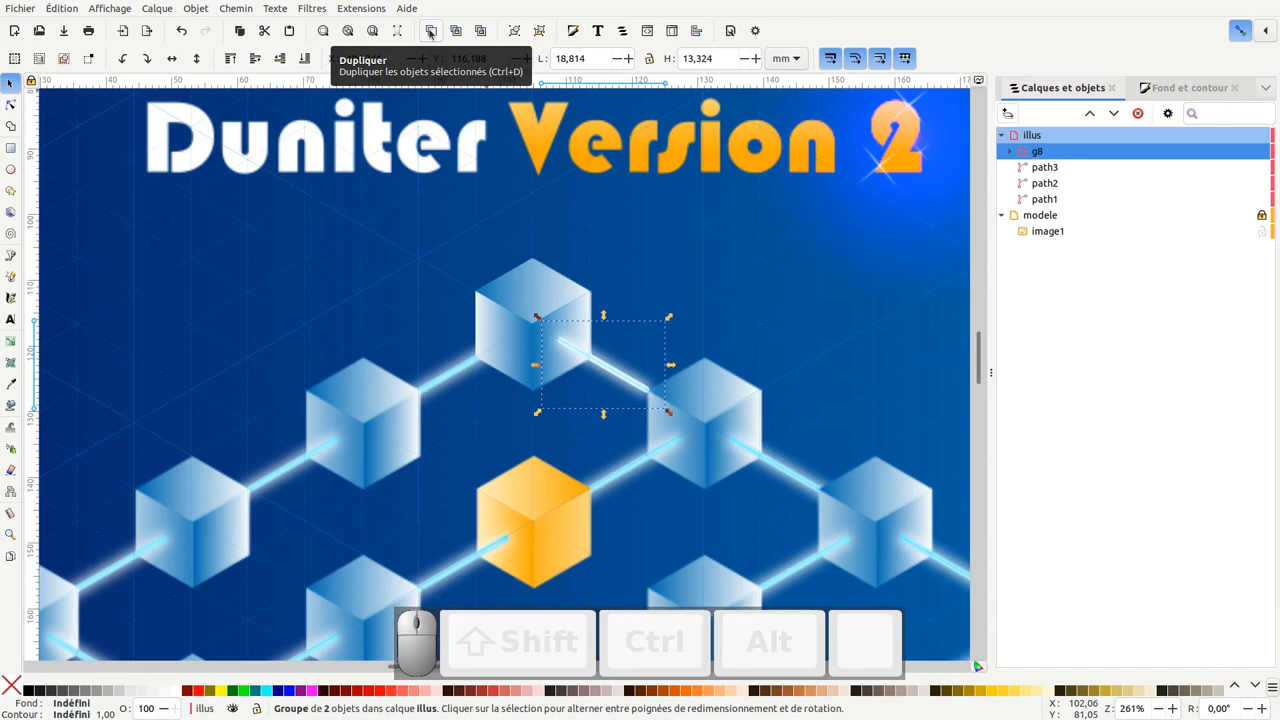 Fichier Édition Affichage Calque Objet Chemin Texte Filtres Extensions Aide
Dupliquer
Dupliquer les objets sélectionnés (Ctrl+D)
Y: 116,188 L: 18,814 H: 13,324 mm
Calques et objets Fond et contour
illus
g8
path3
path2
path1
modele
image1
Duniter Version 2
Shift Ctrl Alt
Fond : Indéfini
Contour : Indéfini 1,00
O: 100
illus
Groupe de 2 objets dans calque illus. Cliquer sur la sélection pour alterner entre poignées de redimensionnement et de rotation.
X: 102,06
Y: 81,05
Z: 261%
R: 0,00°